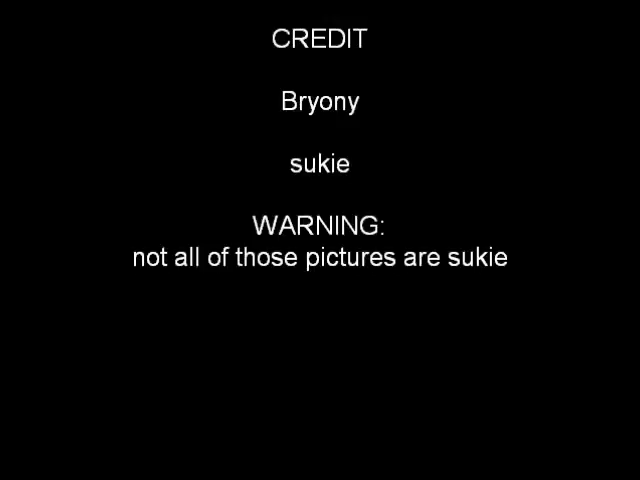 CREDIT
Bryony
sukie
WARNING:
not all of those pictures are sukie